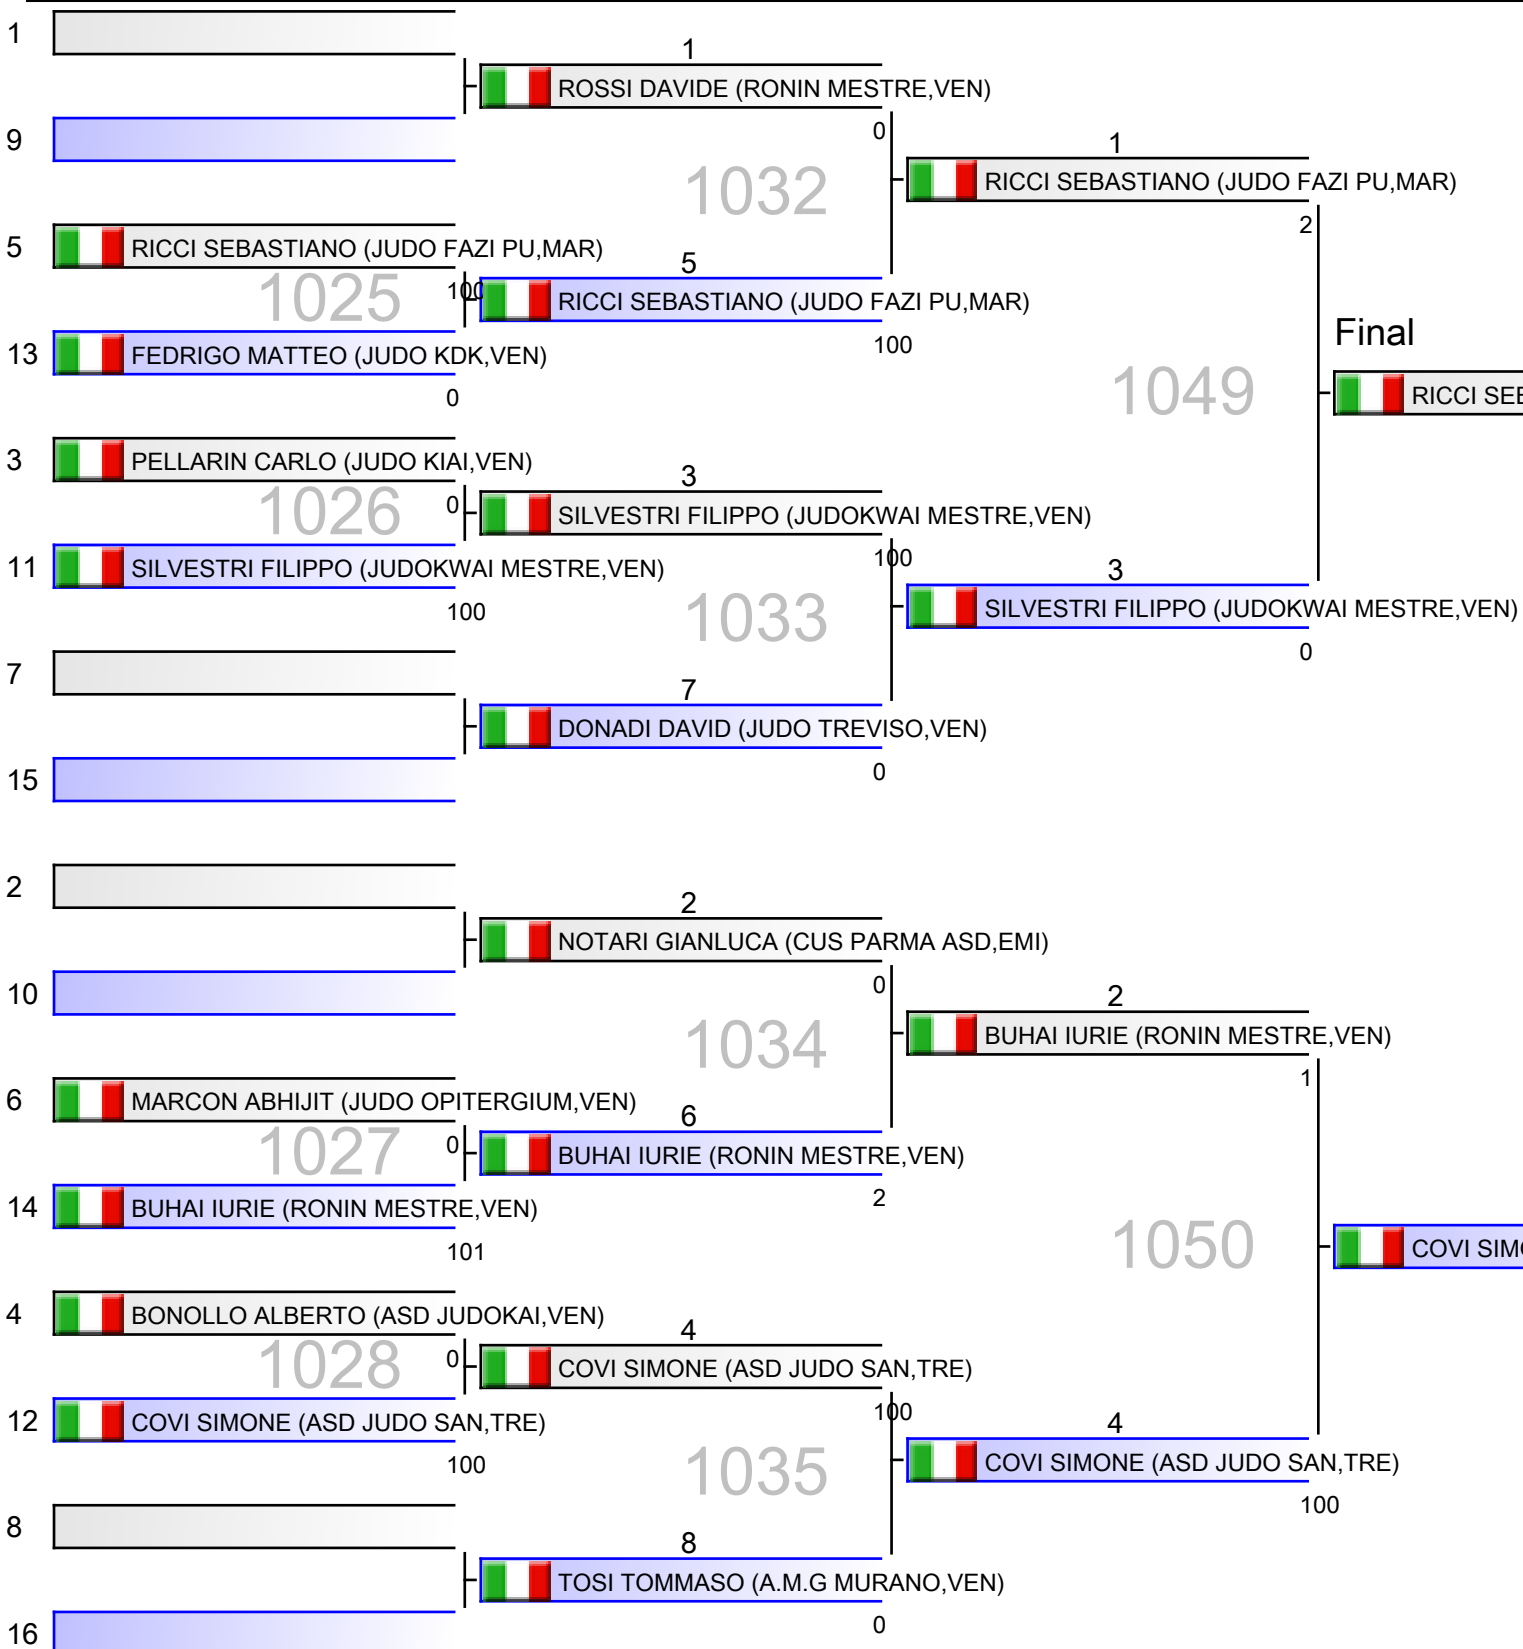 1
1
ROSSI DAVIDE (RONIN MESTRE,VEN)
9
0
1
1032
RICCI SEBASTIANO (JUDO FAZI PU,MAR)
2
5
RICCI SEBASTIANO (JUDO FAZI PU,MAR)
5
1025
100
RICCI SEBASTIANO (JUDO FAZI PU,MAR)
100
13
FEDRIGO MATTEO (JUDO KDK,VEN)
0
Final
1049
RICCI SEB
3
PELLARIN CARLO (JUDO KIAI,VEN)
3
1026
0
SILVESTRI FILIPPO (JUDOKWAI MESTRE,VEN)
100
11
SILVESTRI FILIPPO (JUDOKWAI MESTRE,VEN)
100
3
1033
SILVESTRI FILIPPO (JUDOKWAI MESTRE,VEN)
0
7
7
DONADI DAVID (JUDO TREVISO,VEN)
0
15
2
2
NOTARI GIANLUCA (CUS PARMA ASD,EMI)
0
10
2
1034
BUHAI IURIE (RONIN MESTRE,VEN)
1
6
MARCON ABHIJIT (JUDO OPITERGIUM,VEN)
6
1027
0
BUHAI IURIE (RONIN MESTRE,VEN)
2
14
BUHAI IURIE (RONIN MESTRE,VEN)
101
1050
COVI SIMO
4
BONOLLO ALBERTO (ASD JUDOKAI,VEN)
4
1028
0
COVI SIMONE (ASD JUDO SAN,TRE)
100
12
COVI SIMONE (ASD JUDO SAN,TRE)
100
4
1035
COVI SIMONE (ASD JUDO SAN,TRE)
100
8
8
TOSI TOMMASO (A.M.G MURANO,VEN)
0
16